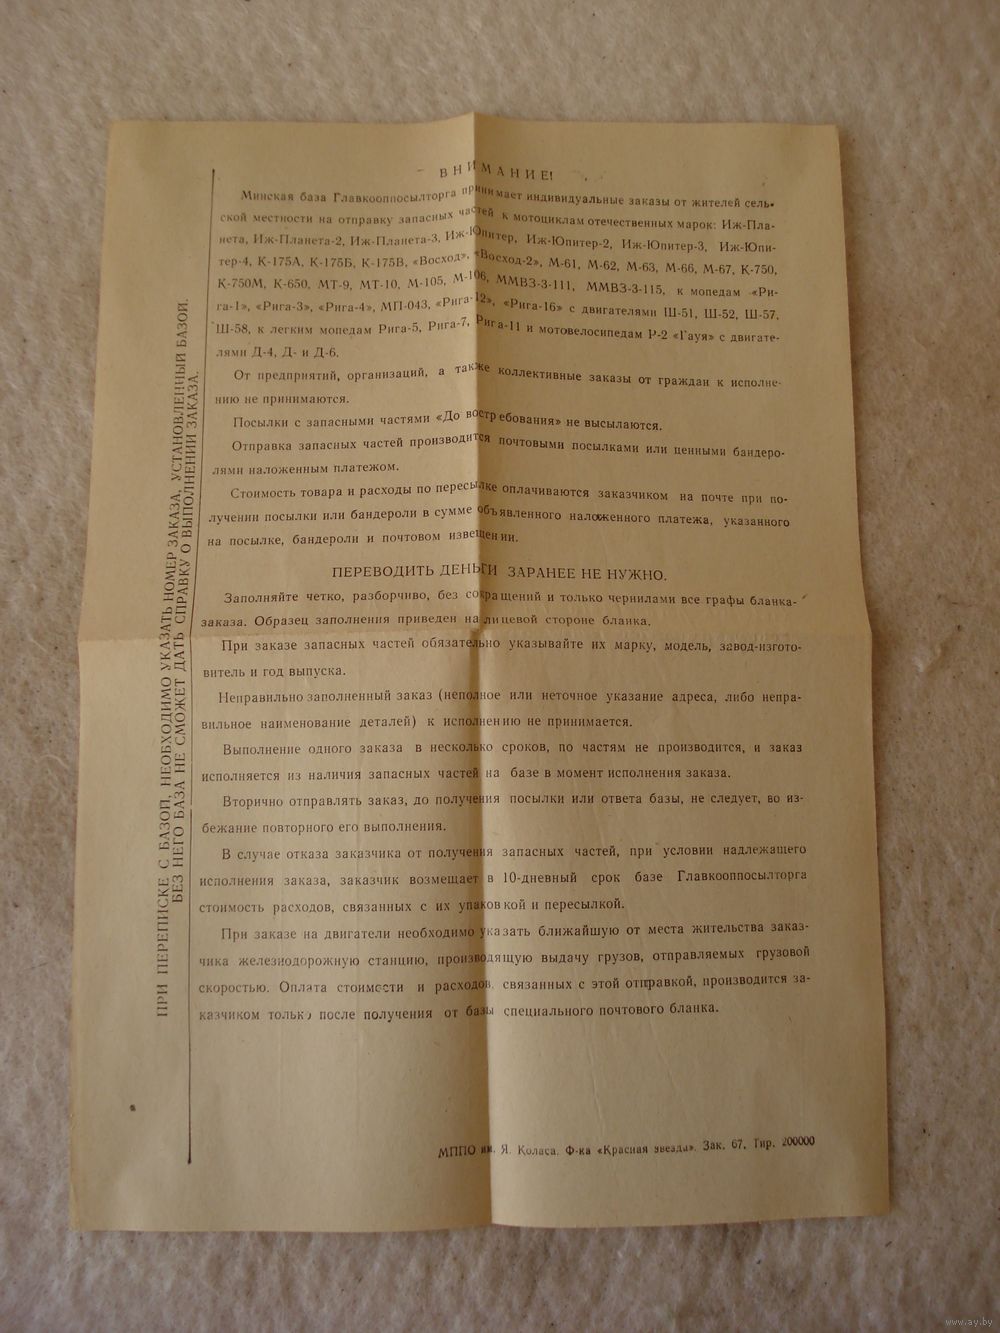 ВНИМАНИЕ!
Минская база Главкооппосылторга принимает индивидуальные заказы от жителей сель-
ской местности на отправку запасных частей к мотоциклам отечественных марок: Иж-Пла-
нета, Иж-Планета-2, Иж-Планета-3, Иж-Юпитер, Иж-Юпитер-2, Иж-Юпитер-3, Иж-Юпи-
тер-4, К-175А, К-175Б, К-175В, «Восход», «Восход-2», М-61, М-62, М-63, М-66, М-67, К-750,
К-750М, К-650, МТ-9, МТ-10, М-105, М-106, ММВЗ-3-111, ММВЗ-3-115, к мопедам «Ри-
га-1», «Рига-3», «Рига-4», МП-043, «Рига-12», «Рига-16» с двигателями Ш-51, Ш-52, Ш-57,
Ш-58, к легким мопедам Рига-5, Рига-7, Рига-11 и мотовелосипедам Р-2 «Гауя» с двигате-
лями Д-4, Д- и Д-6.
От предприятий, организаций, а также коллективные заказы от граждан к исполне-
нию не принимаются.
Посылки с запасными частями «До востребования» не высылаются.
Отправка запасных частей производится почтовыми посылками или ценными бандеро-
лями наложенным платежом.
Стоимость товара и расходы по пересылке оплачиваются заказчиком на почте при по-
лучении посылки или бандероли в сумме объявленного наложенного платежа, указанного
на посылке, бандероли и почтовом извещении.
ПЕРЕВОДИТЬ ДЕНЬГИ ЗАРАНЕЕ НЕ НУЖНО.
Заполняйте четко, разборчиво, без сокращений и только чернилами все графы бланка-
заказа. Образец заполнения приведен на лицевой стороне бланка.
При заказе запасных частей обязательно указывайте их марку, модель, завод-изгото-
витель и год выпуска.
Неправильно заполненный заказ (неполное или неточное указание адреса, либо непра-
вильное наименование деталей) к исполнению не принимается.
Выполнение одного заказа в несколько сроков, по частям не производится, и заказ
исполняется из наличия запасных частей на базе в момент исполнения заказа.
Вторично отправлять заказ, до получения посылки или ответа базы, не следует, во из-
бежание повторного его выполнения.
В случае отказа заказчика от получения запасных частей, при условии надлежащего
исполнения заказа, заказчик возмещает в 10-дневный срок базе Главкооппосылторга
стоимость расходов, связанных с их упаковкой и пересылкой.
При заказе на двигатели необходимо указать ближайшую от места жительства заказ-
чика железнодорожную станцию, производящую выдачу грузов, отправляемых грузовой
скоростью. Оплата стоимости и расходов, связанных с этой отправкой, производится за-
казчиком только после получения от базы специального почтового бланка.
МППО им. Я. Коласа. Ф-ка «Красная звезда». Зак. 67. Тир. 200000
ПРИ ПЕРЕПИСКЕ С БАЗОЙ, НЕОБХОДИМО УКАЗАТЬ НОМЕР ЗАКАЗА, УСТАНОВЛЕННЫЙ БАЗОЙ.
БЕЗ НЕГО БАЗА НЕ СМОЖЕТ ДАТЬ СПРАВКУ О ВЫПОЛНЕНИИ ЗАКАЗА.
www.ay.by